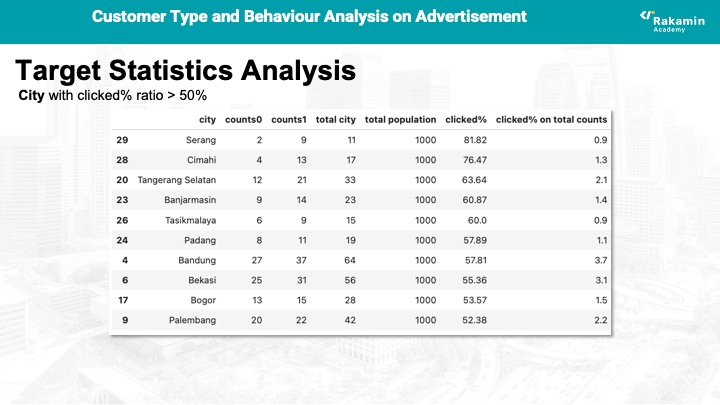 Customer Type and Behaviour Analysis on Advertisement
Rakamin
Academy
Target Statistics Analysis
City with clicked% ratio > 50%
city counts0 counts1 total city total population clicked% clicked% on total counts
29 Serang 2 9 11 1000 81.82 0.9
28 Cimahi 4 13 17 1000 76.47 1.3
20 Tangerang Selatan 12 21 33 1000 63.64 2.1
23 Banjarmasin 9 14 23 1000 60.87 1.4
26 Tasikmalaya 6 9 15 1000 60.0 0.9
24 Padang 8 11 19 1000 57.89 1.1
4 Bandung 27 37 64 1000 57.81 3.7
6 Bekasi 25 31 56 1000 55.36 3.1
17 Bogor 13 15 28 1000 53.57 1.5
9 Palembang 20 22 42 1000 52.38 2.2